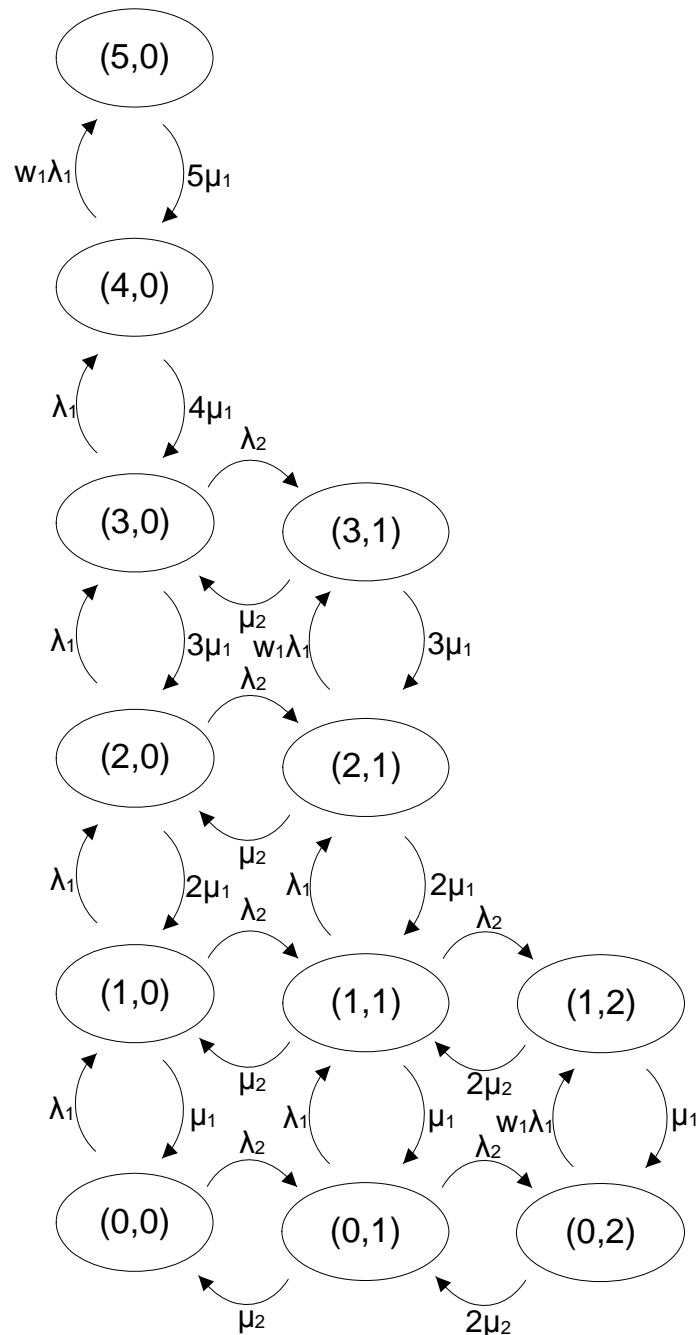 (5,0)
w₁λ₁ 5μ₁
(4,0)
λ₁ 4μ₁
λ₂
(3,0) (3,1)
μ₂
λ₁ 3μ₁ w₁λ₁ 3μ₁
λ₂
(2,0) (2,1)
μ₂
λ₁ 2μ₁ λ₁ 2μ₁
λ₂ λ₂
(1,0) (1,1) (1,2)
μ₂ 2μ₂
λ₁ μ₁ λ₁ μ₁ w₁λ₁ μ₁
λ₂ λ₂
(0,0) (0,1) (0,2)
μ₂ 2μ₂